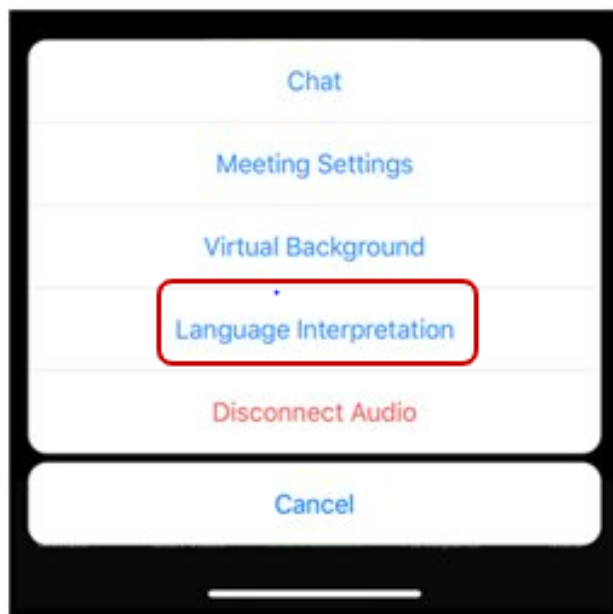 Chat
Meeting Settings
Virtual Background
Language Interpretation
Disconnect Audio
Cancel